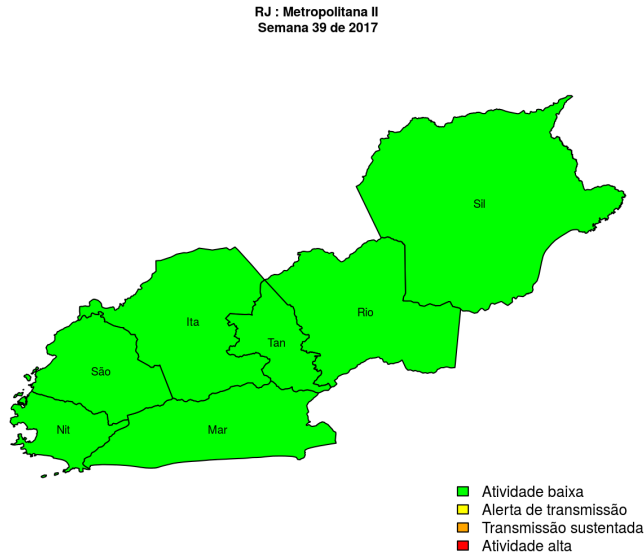 RJ : Metropolitana II
Semana 39 de 2017
Sil
Rio
Ita
Tan
São
Nit
Mar
Atividade baixa
Alerta de transmissão
Transmissão sustentada
Atividade alta